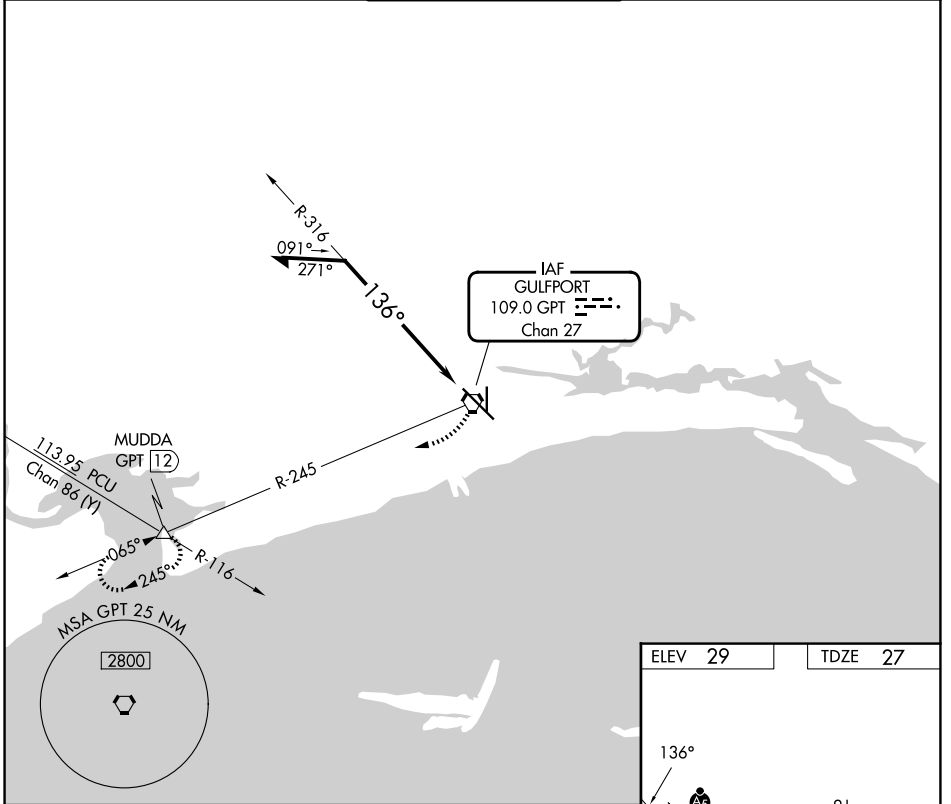 R-316
091°
271°
136°
IAF
GULFPORT
109.0 GPT
Chan 27
MUDDA
GPT 12
113.95 PCU
Chan 86 (Y)
R-245
065°
245°
R-116
MSA GPT 25 NM
2800
ELEV 29
TDZE 27
136°